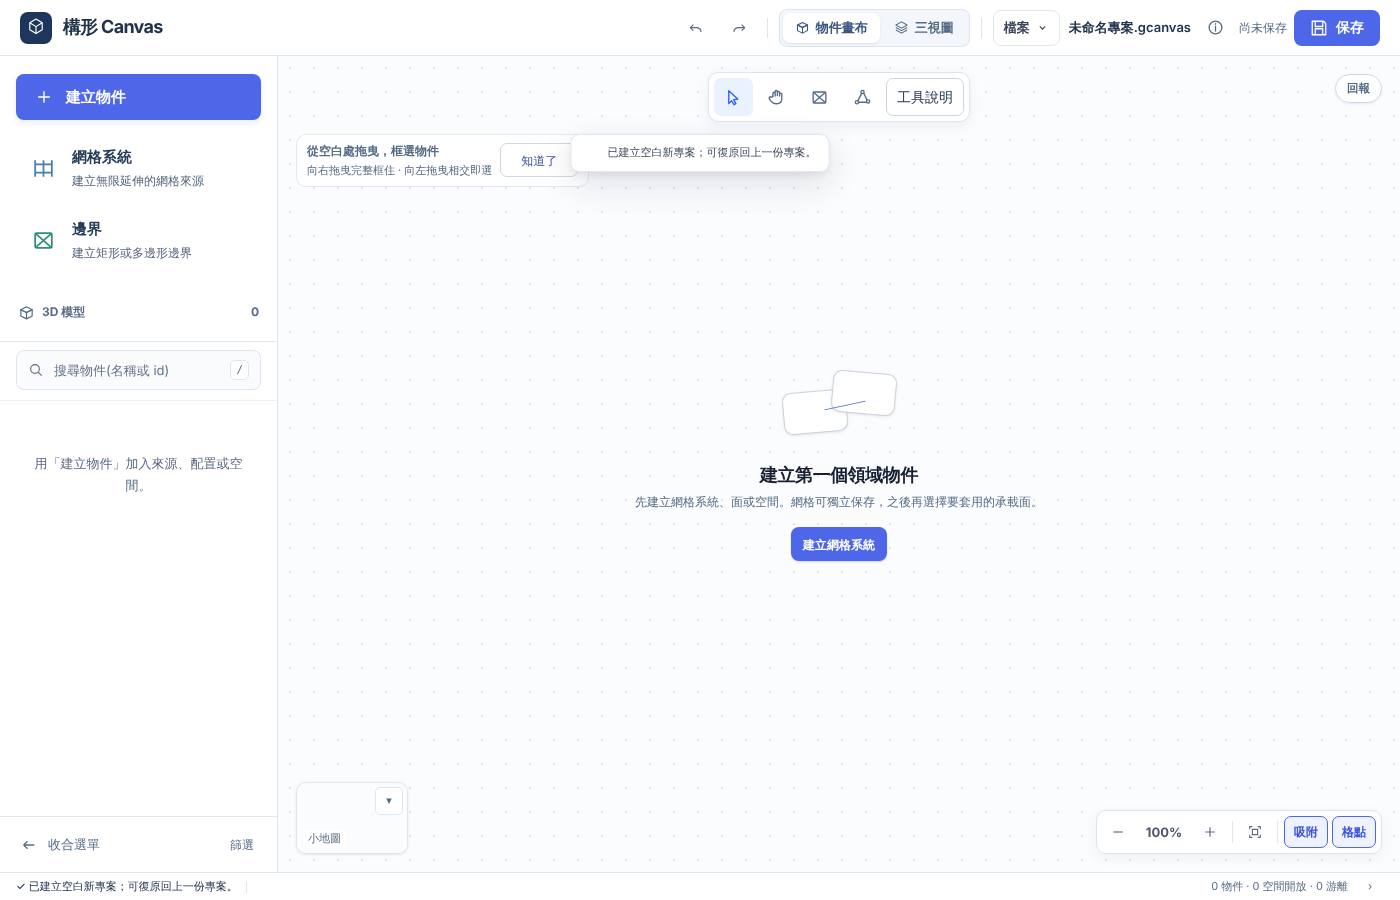 構形 Canvas
物件畫布
三視圖
檔案
未命名專案.gcanvas
尚未保存
保存
建立物件
工具說明
回報
從空白處拖曳，框選物件
向右拖曳完整框住 · 向左拖曳相交即選
知道了
已建立空白新專案；可復原回上一份專案。
網格系統
建立無限延伸的網格來源
邊界
建立矩形或多邊形邊界
3D 模型
0
搜尋物件(名稱或 id)
/
用「建立物件」加入來源、配置或空
間。
建立第一個領域物件
先建立網格系統、面或空間。網格可獨立保存，之後再選擇要套用的承載面。
建立網格系統
小地圖
100%
吸附
格點
收合選單
篩選
已建立空白新專案；可復原回上一份專案。
0 物件 · 0 空間開放 · 0 游離